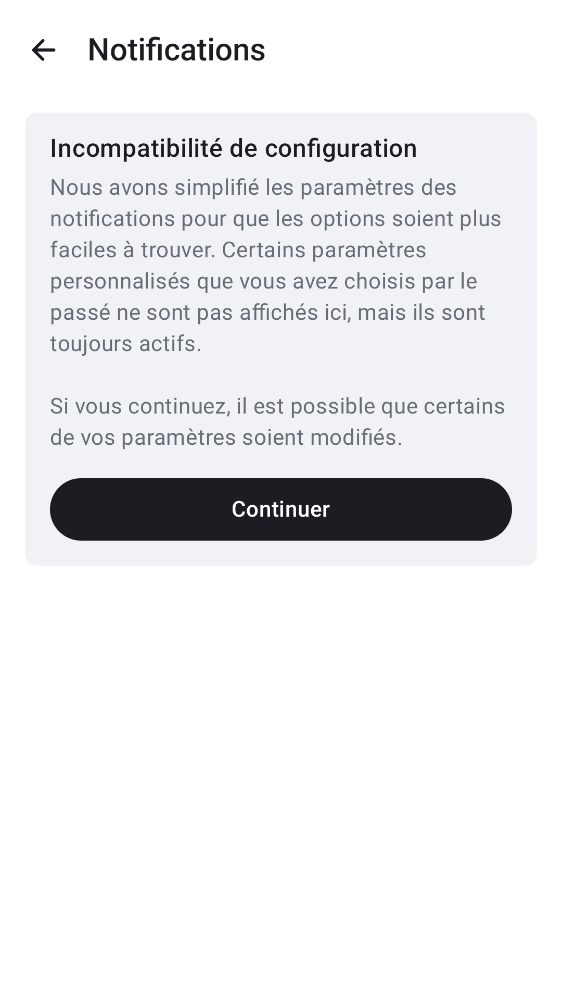 Notifications
Incompatibilité de configuration
Nous avons simplifié les paramètres des
notifications pour que les options soient plus
faciles à trouver. Certains paramètres
personnalisés que vous avez choisis par le
passé ne sont pas affichés ici, mais ils sont
toujours actifs.
Si vous continuez, il est possible que certains
de vos paramètres soient modifiés.
Continuer